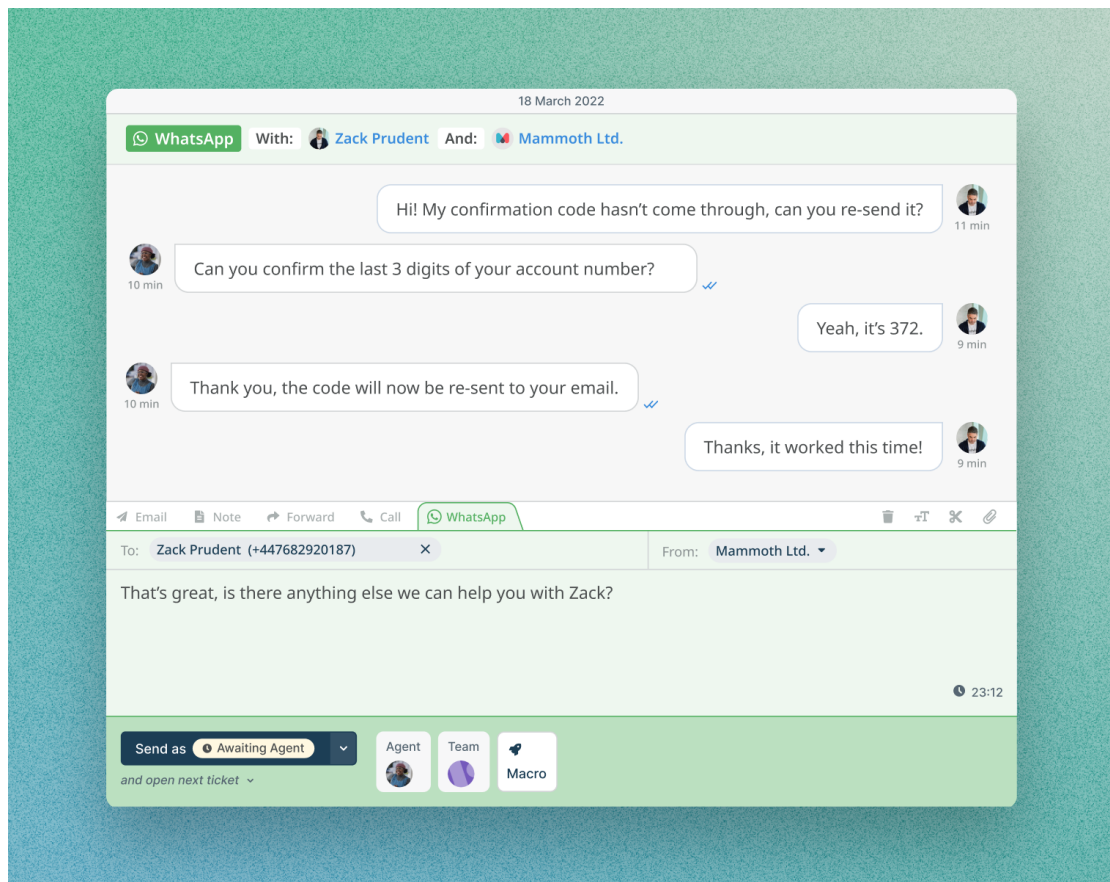 18 March 2022
WhatsApp With: Zack Prudent And: Mammoth Ltd.
Hi! My confirmation code hasn’t come through, can you re-send it?
11 min
Can you confirm the last 3 digits of your account number?
10 min
Yeah, it’s 372.
9 min
Thank you, the code will now be re-sent to your email.
10 min
Thanks, it worked this time!
9 min
Email Note Forward Call WhatsApp
To: Zack Prudent (+447682920187) From: Mammoth Ltd.
That’s great, is there anything else we can help you with Zack?
23:12
Send as Awaiting Agent
and open next ticket
Agent
Team
Macro